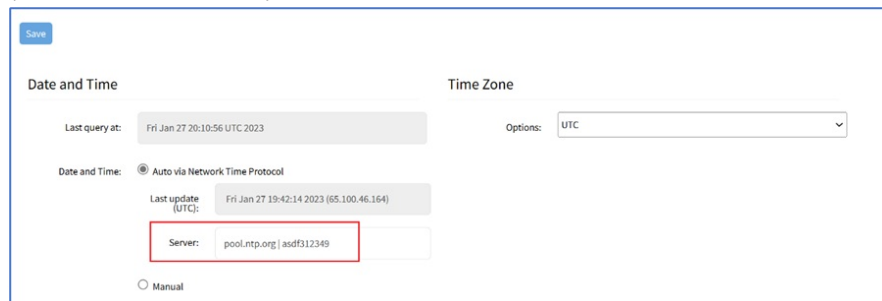 Save
Date and Time
Time Zone
Last query at:
Fri Jan 27 20:10:56 UTC 2023
Options:
UTC
Date and Time:
Auto via Network Time Protocol
Last update
(UTC):
Fri Jan 27 19:42:14 2023 (65.100.46.164)
Server:
pool.ntp.org | asdf312349
Manual